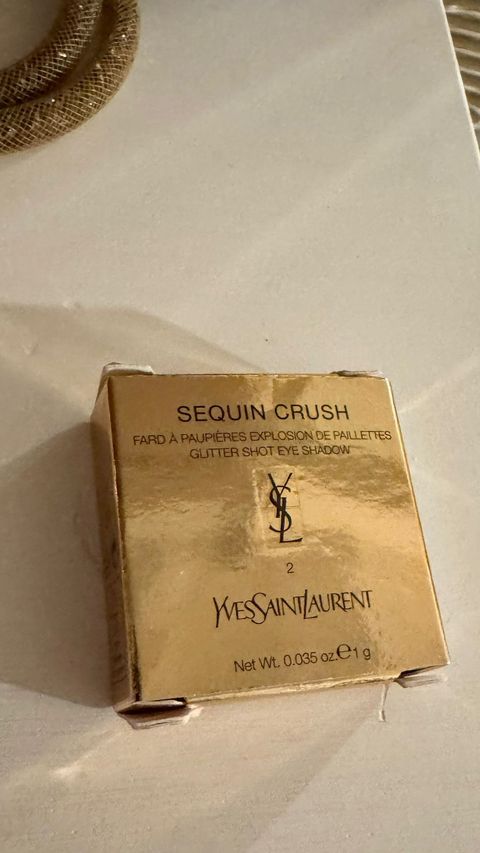 SEQUIN CRUSH
FARD À PAUPIÈRES EXPLOSION DE PAILLETTES
GLITTER SHOT EYE SHADOW
YSL
2
YVESSAINTLAURENT
Net Wt. 0.035 oz. ℮ 1 g